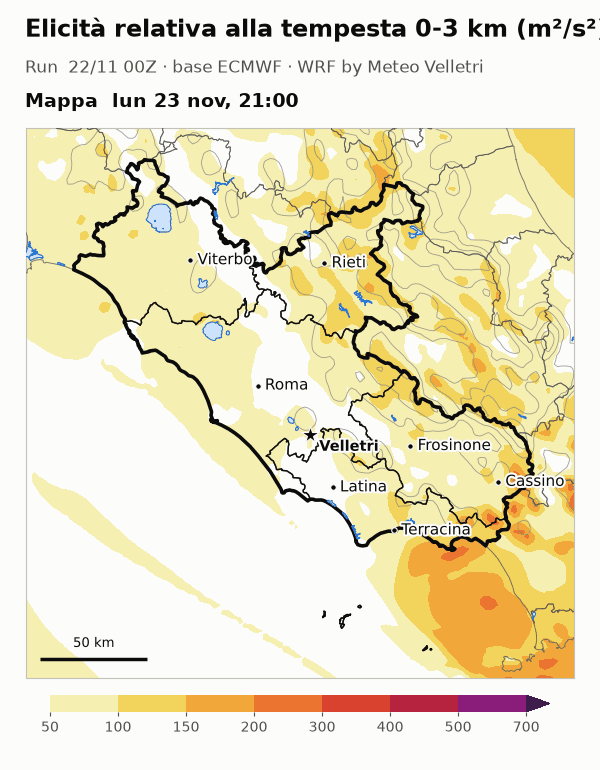 Elicità relativa alla tempesta 0-3 km (m²/s²)
Run 22/11 00Z · base ECMWF · WRF by Meteo Velletri
Mappa lun 23 nov, 21:00
Viterbo
Rieti
Roma
Velletri
Frosinone
Cassino
Latina
Terracina
50 km
50 100 150 200 300 400 500 700